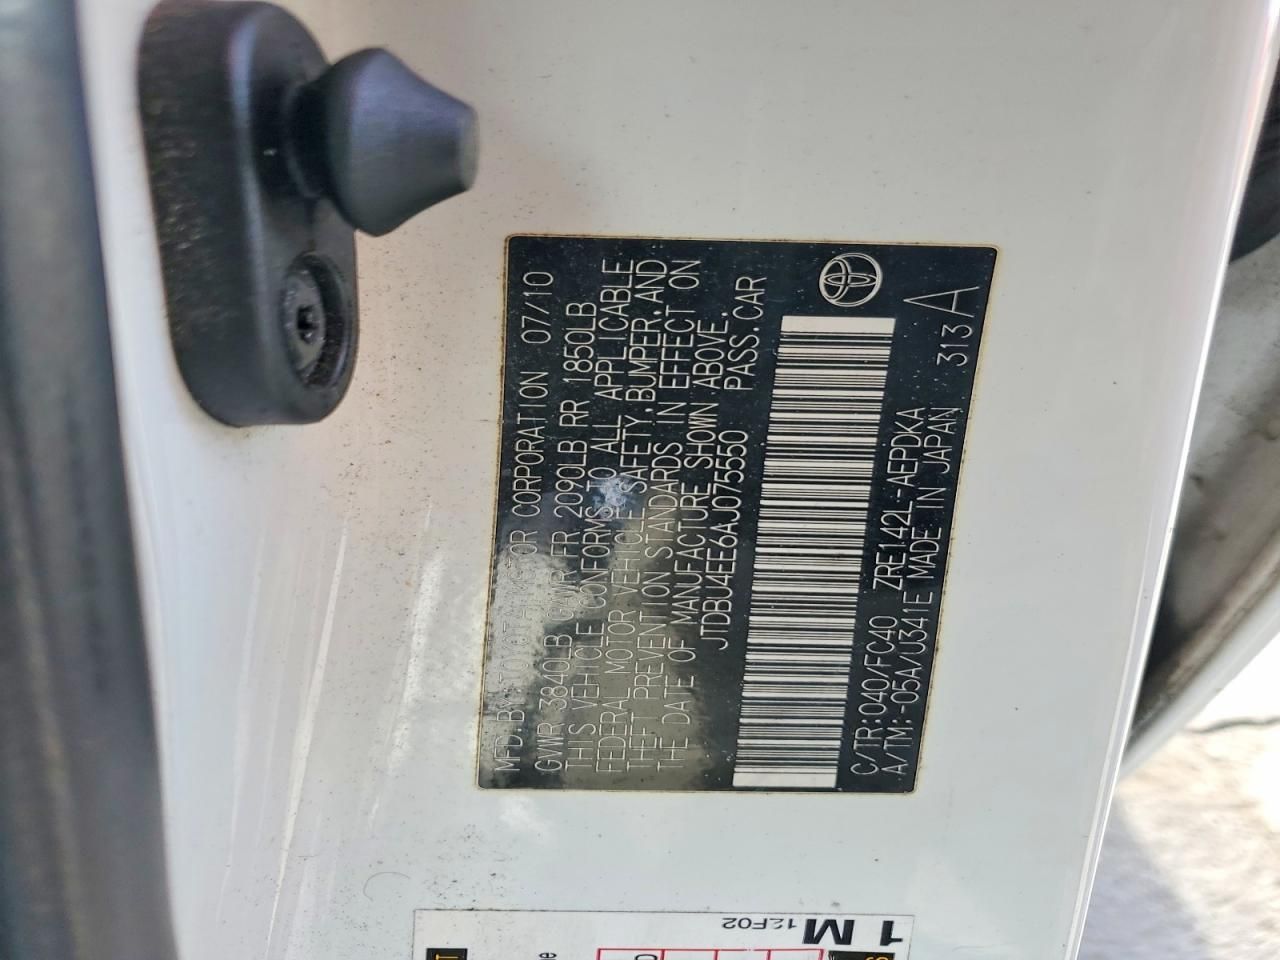 MFD.BY:TOYOTA MOTOR CORPORATION 07/10
GVWR 3840LB GAWR FR 2090LB RR 1850LB
THIS VEHICLE CONFORMS TO ALL APPLICABLE
FEDERAL MOTOR VEHICLE SAFETY,BUMPER,AND
THEFT PREVENTION STANDARDS IN EFFECT ON
THE DATE OF MANUFACTURE SHOWN ABOVE.
JTDBU4EE6AJ075550 PASS.CAR
C/TR:040/FC40 ZRE142L-AEPDKA
A/TM:-05A/U341E MADE IN JAPAN 313 A
1 M
12F02